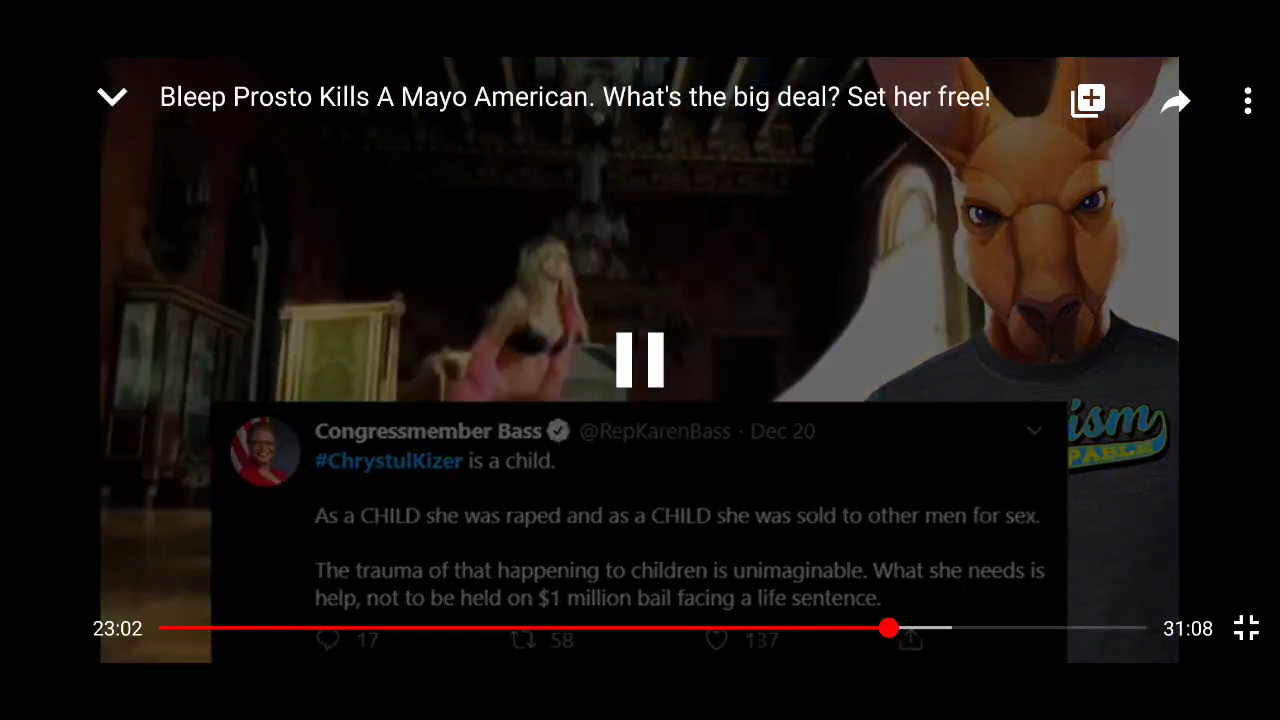 Bleep Prosto Kills A Mayo American. What's the big deal? Set her free!
Congressmember Bass @RepKarenBass · Dec 20
#ChrystulKizer is a child.
As a CHILD she was raped and as a CHILD she was sold to other men for sex.
The trauma of that happening to children is unimaginable. What she needs is
help, not to be held on $1 million bail facing a life sentence.
17 58 137
ism
PABLE
23:02 31:08